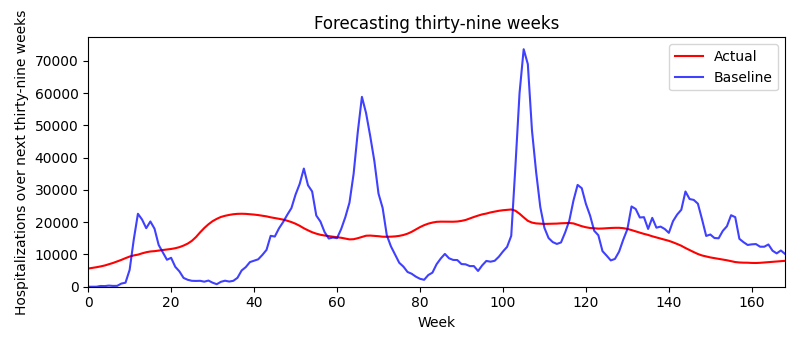 Forecasting thirty-nine weeks
Hospitalizations over next thirty-nine weeks
70000
60000
50000
40000
30000
20000
10000
0
Actual
Baseline
0 20 40 60 80 100 120 140 160
Week